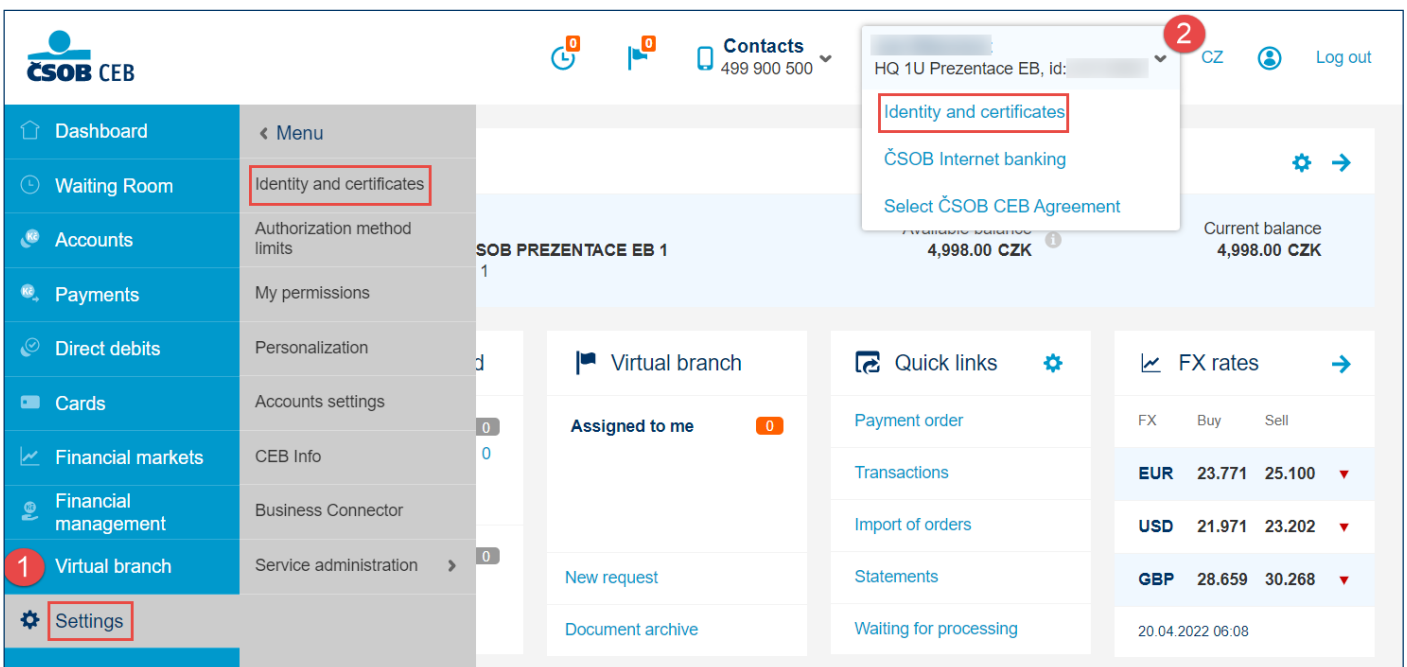 ČSOB CEB
0
0
Contacts
499 900 500
HQ 1U Prezentace EB, id:
2
CZ
Log out
Identity and certificates
ČSOB Internet banking
Select ČSOB CEB Agreement
Dashboard
Waiting Room
Accounts
Payments
Direct debits
Cards
Financial markets
Financial
management
1
Virtual branch
Settings
Menu
Identity and certificates
Authorization method
limits
My permissions
Personalization
Accounts settings
CEB Info
Business Connector
Service administration
SOB PREZENTACE EB 1
1
Available balance
4,998.00 CZK
Current balance
4,998.00 CZK
d
0
0
0
Virtual branch
Assigned to me
0
New request
Document archive
Quick links
Payment order
Transactions
Import of orders
Statements
Waiting for processing
FX rates
FX Buy Sell
EUR 23.771 25.100
USD 21.971 23.202
GBP 28.659 30.268
20.04.2022 06:08